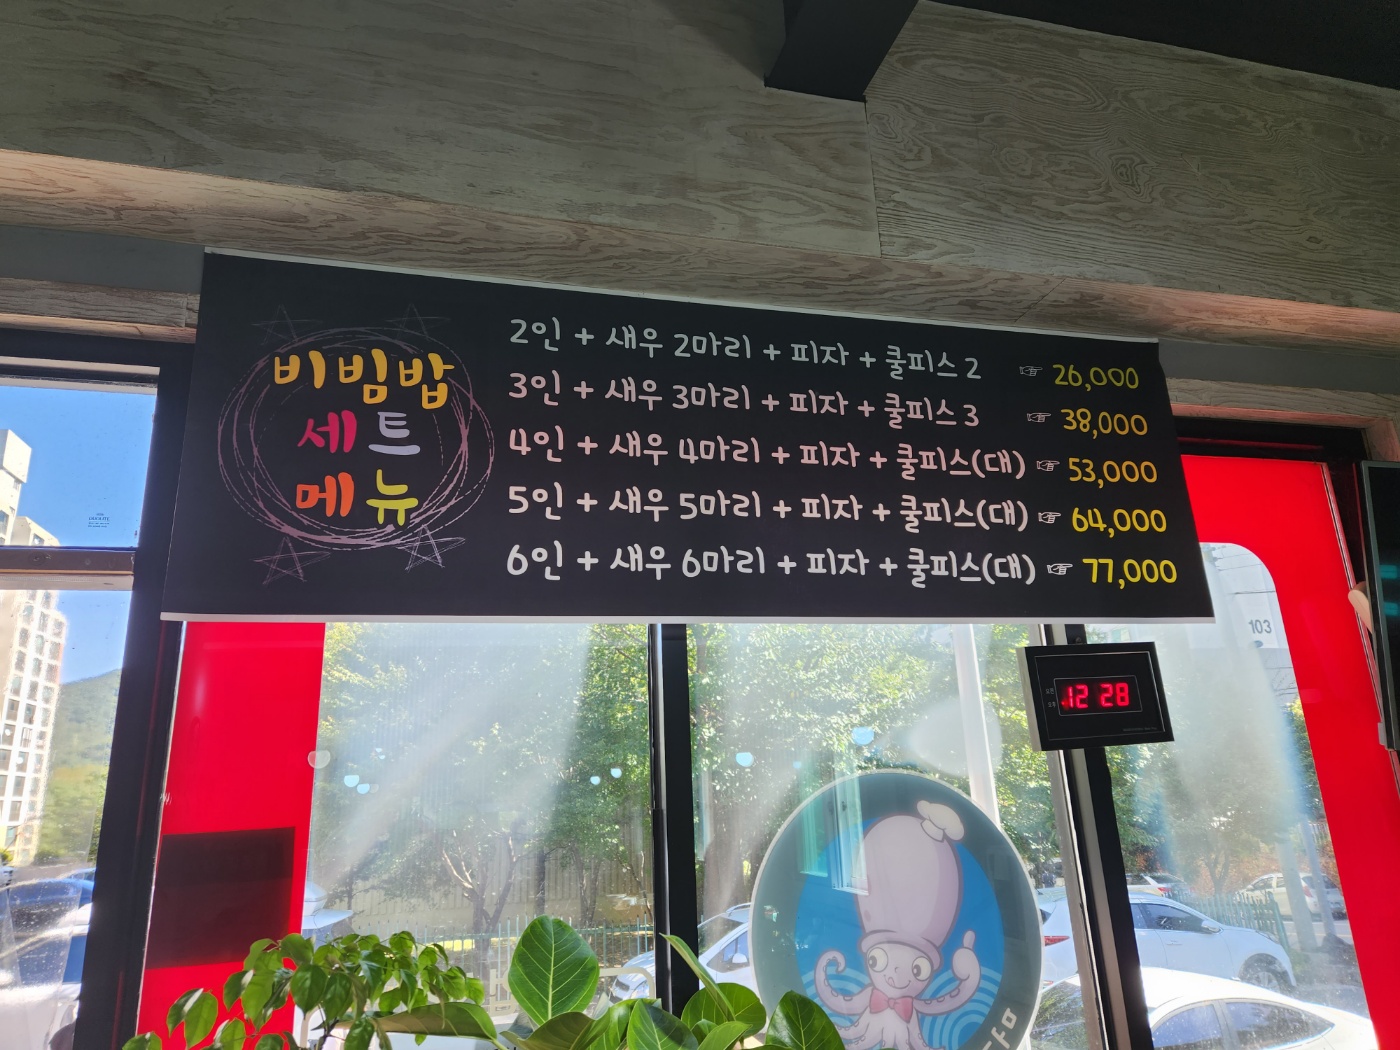 비빔밥
세트
메뉴
2인 + 새우 2마리 + 피자 + 쿨피스 2 ☞ 26,000
3인 + 새우 3마리 + 피자 + 쿨피스 3 ☞ 38,000
4인 + 새우 4마리 + 피자 + 쿨피스(대) ☞ 53,000
5인 + 새우 5마리 + 피자 + 쿨피스(대) ☞ 64,000
6인 + 새우 6마리 + 피자 + 쿨피스(대) ☞ 77,000
103
12 28